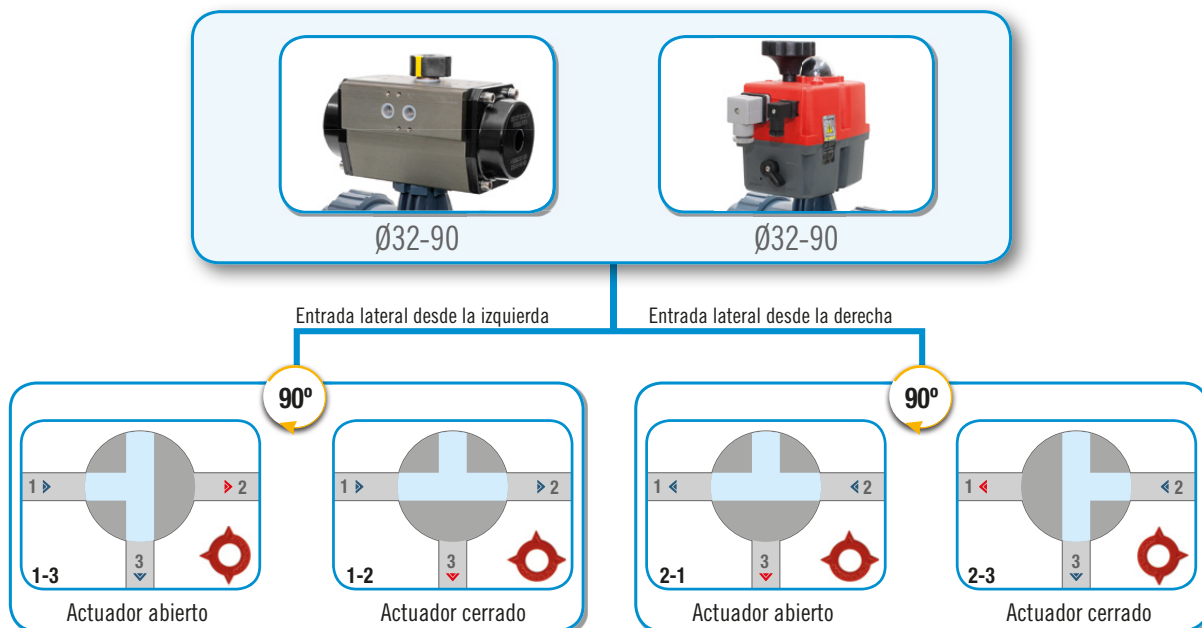 Ø32-90
Ø32-90
Entrada lateral desde la izquierda
Entrada lateral desde la derecha
90º
90º
1
2
3
1-3
1
2
3
1-2
1
2
3
2-1
1
2
3
2-3
Actuador abierto
Actuador cerrado
Actuador abierto
Actuador cerrado